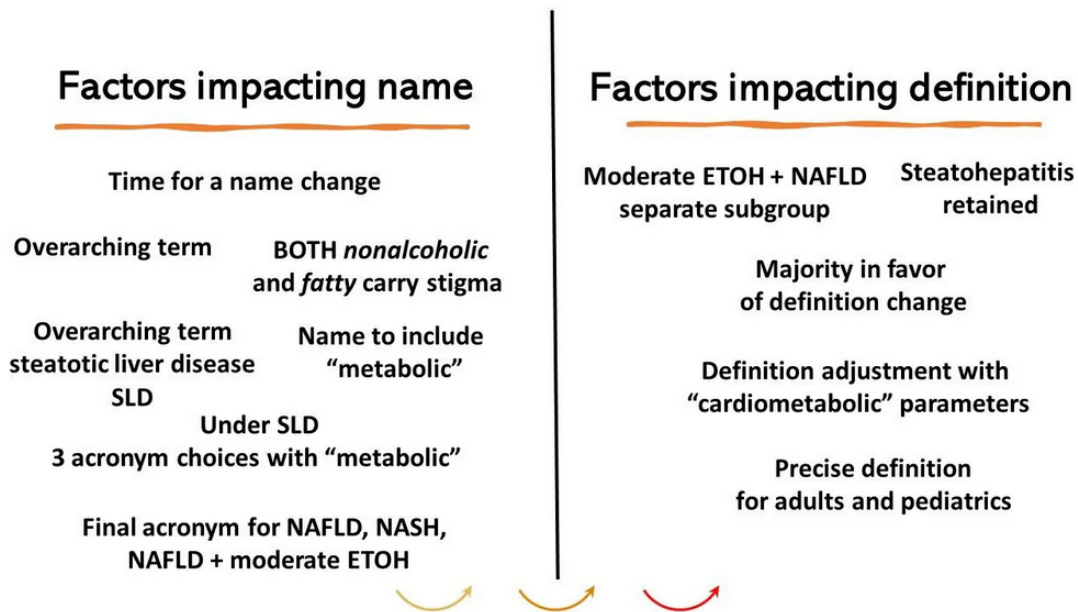 Factors impacting name
Time for a name change
Overarching term
BOTH nonalcoholic
and fatty carry stigma
Overarching term
steatotic liver disease
SLD
Name to include
“metabolic”
Under SLD
3 acronym choices with “metabolic”
Final acronym for NAFLD, NASH,
NAFLD + moderate ETOH
Factors impacting definition
Moderate ETOH + NAFLD
separate subgroup
Steatohepatitis
retained
Majority in favor
of definition change
Definition adjustment with
“cardiometabolic” parameters
Precise definition
for adults and pediatrics